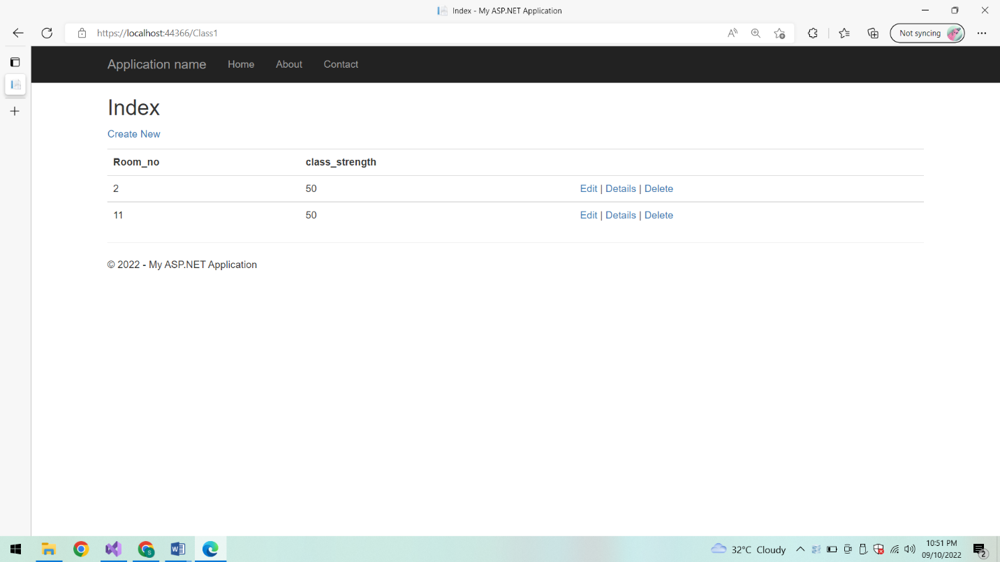 Index - My ASP.NET Application
https://localhost:44366/Class1
Not syncing
Application name Home About Contact
Index
Create New
Room_no class_strength
2 50 Edit | Details | Delete
11 50 Edit | Details | Delete
© 2022 - My ASP.NET Application
32°C Cloudy
10:51 PM
09/10/2022
2